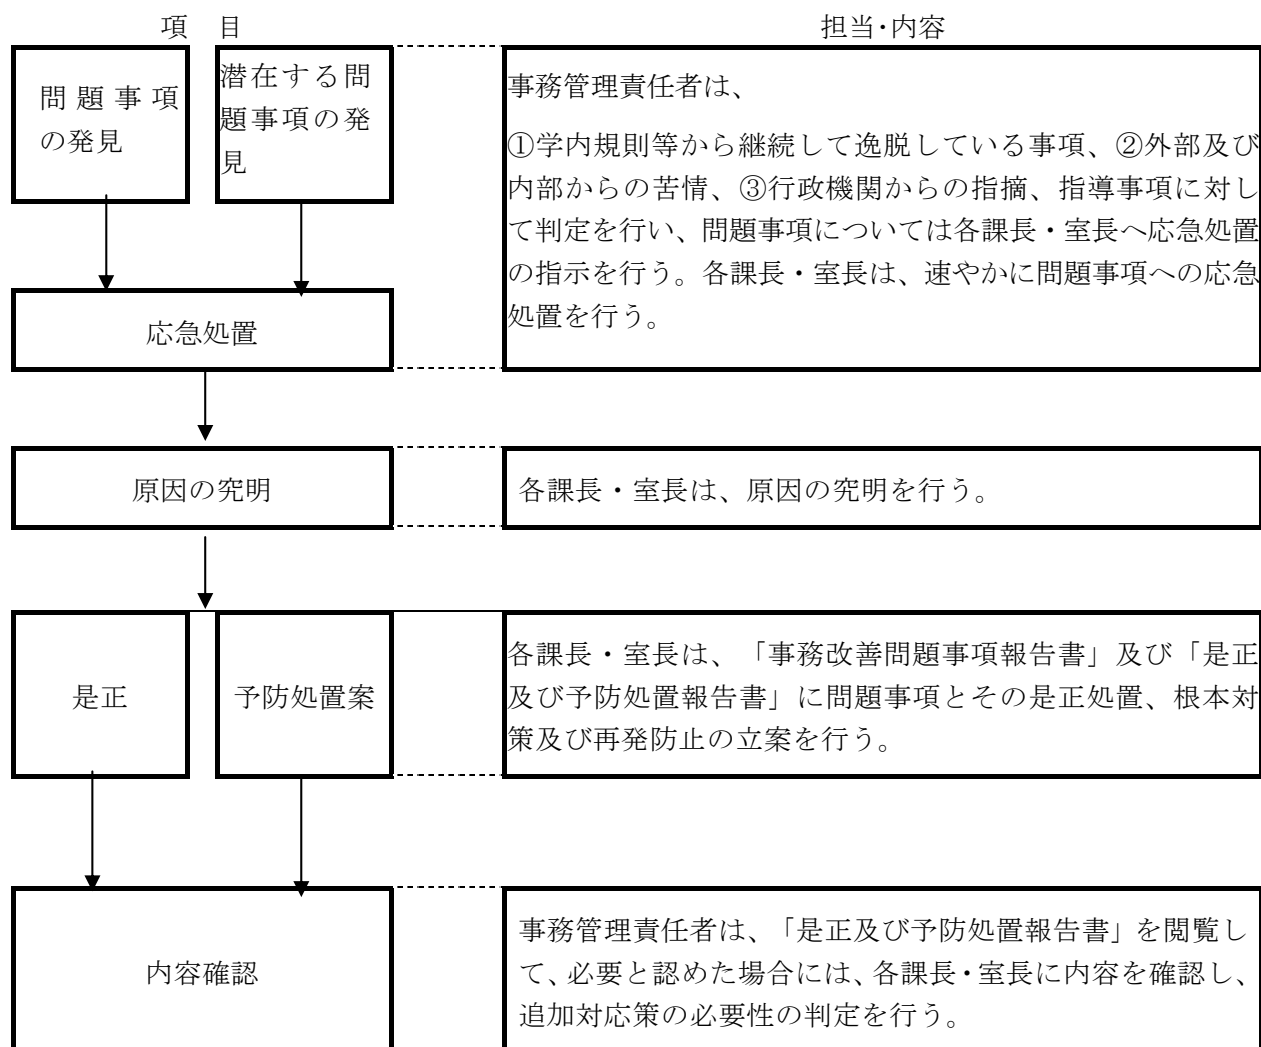 項 目
担当・内容
問題事項
の発見
潜在する問
題事項の発
見
事務管理責任者は、
①学内規則等から継続して逸脱している事項、②外部及び
内部からの苦情、③行政機関からの指摘、指導事項に対し
て判定を行い、問題事項については各課長・室長へ応急処置
の指示を行う。各課長・室長は、速やかに問題事項への応急
処置を行う。
応急処置
原因の究明
各課長・室長は、原因の究明を行う。
是正
予防処置案
各課長・室長は、「事務改善問題事項報告書」及び「是正
及び予防処置報告書」に問題事項とその是正処置、根本対
策及び再発防止の立案を行う。
内容確認
事務管理責任者は、「是正及び予防処置報告書」を閲覧し
て、必要と認めた場合には、各課長・室長に内容を確認し、
追加対応策の必要性の判定を行う。